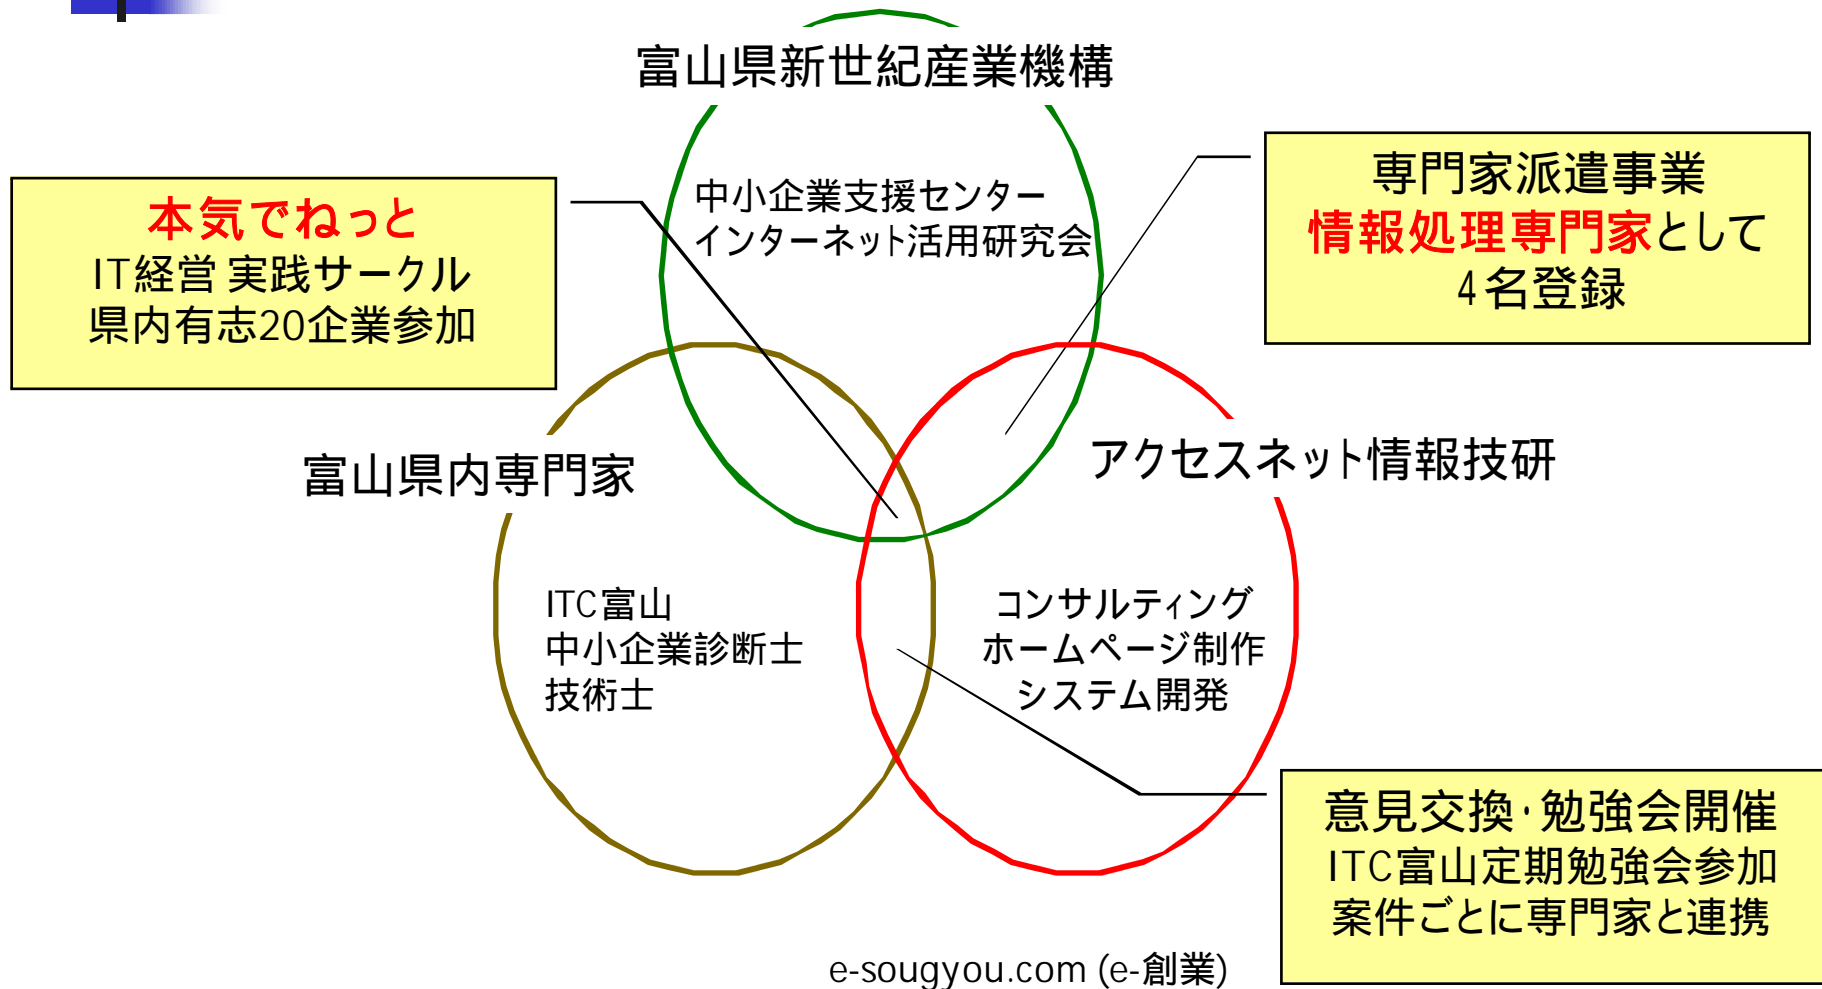 富山県新世紀産業機構
中小企業支援センター
インターネット活用研究会
本気でねっと
IT経営 実践サークル
県内有志20企業参加
専門家派遣事業
情報処理専門家として
4名登録
富山県内専門家
アクセスネット情報技研
ITC富山
中小企業診断士
技術士
コンサルティング
ホームページ制作
システム開発
意見交換・勉強会開催
ITC富山定期勉強会参加
案件ごとに専門家と連携
e-sougyou.com (e-創業)